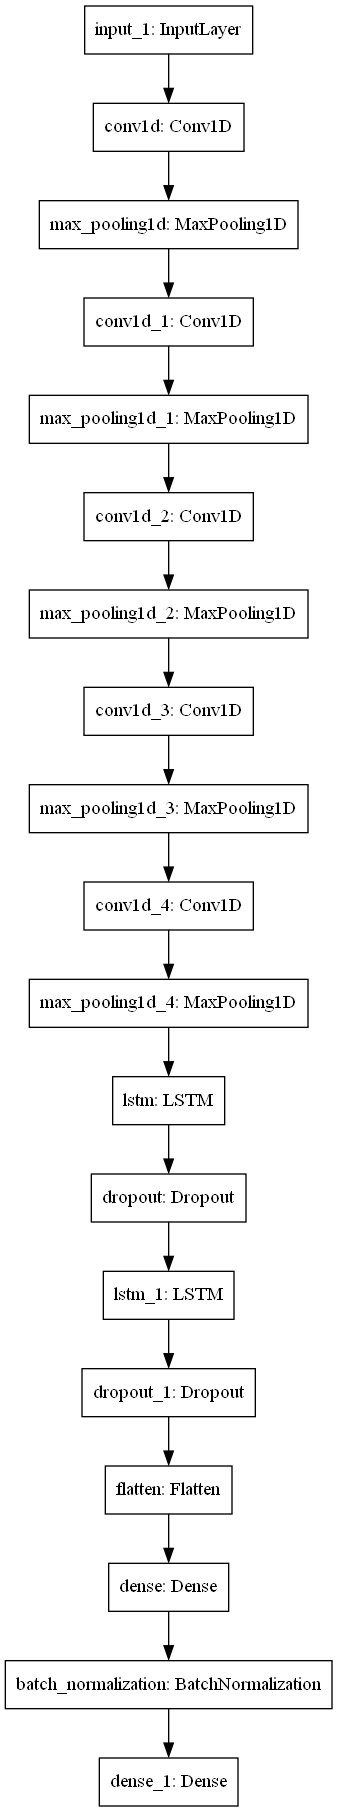 input_1: InputLayer
conv1d: Conv1D
max_pooling1d: MaxPooling1D
conv1d_1: Conv1D
max_pooling1d_1: MaxPooling1D
conv1d_2: Conv1D
max_pooling1d_2: MaxPooling1D
conv1d_3: Conv1D
max_pooling1d_3: MaxPooling1D
conv1d_4: Conv1D
max_pooling1d_4: MaxPooling1D
lstm: LSTM
dropout: Dropout
lstm_1: LSTM
dropout_1: Dropout
flatten: Flatten
dense: Dense
batch_normalization: BatchNormalization
dense_1: Dense